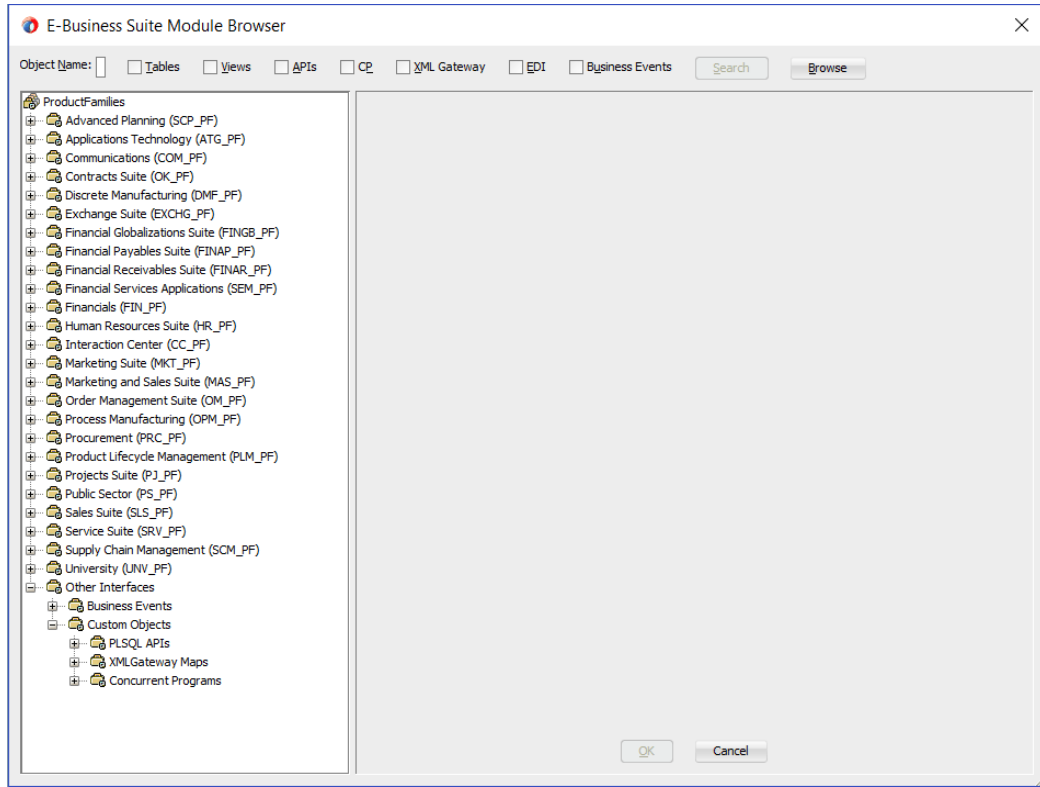 E-Business Suite Module Browser
Object Name: Tables Views APIs CP XML Gateway EDI Business Events Search Browse
ProductFamilies
Advanced Planning (SCP_PF)
Applications Technology (ATG_PF)
Communications (COM_PF)
Contracts Suite (OK_PF)
Discrete Manufacturing (DMF_PF)
Exchange Suite (EXCHG_PF)
Financial Globalizations Suite (FINGB_PF)
Financial Payables Suite (FINAP_PF)
Financial Receivables Suite (FINAR_PF)
Financial Services Applications (SEM_PF)
Financials (FIN_PF)
Human Resources Suite (HR_PF)
Interaction Center (CC_PF)
Marketing Suite (MKT_PF)
Marketing and Sales Suite (MAS_PF)
Order Management Suite (OM_PF)
Process Manufacturing (OPM_PF)
Procurement (PRC_PF)
Product Lifecycle Management (PLM_PF)
Projects Suite (PJ_PF)
Public Sector (PS_PF)
Sales Suite (SLS_PF)
Service Suite (SRV_PF)
Supply Chain Management (SCM_PF)
University (UNV_PF)
Other Interfaces
Business Events
Custom Objects
PLSQL APIs
XMLGateway Maps
Concurrent Programs
OK Cancel